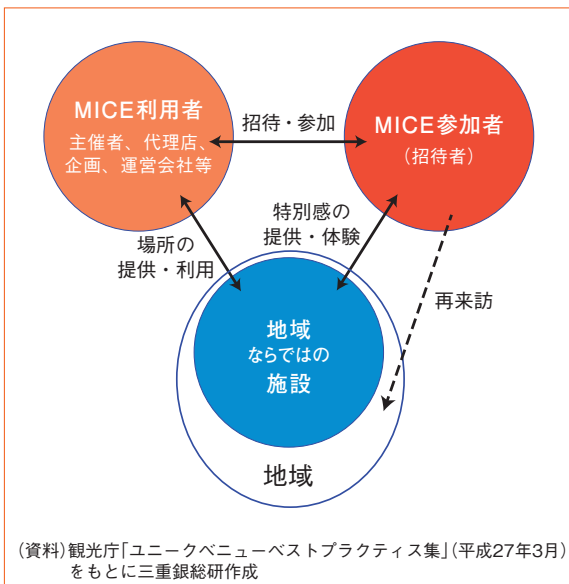 MICE利用者
主催者、代理店、
企画、運営会社等
招待・参加
MICE参加者
(招待者)
場所の
提供・利用
特別感の
提供・体験
再来訪
地域
ならではの
施設
地域
(資料)観光庁「ユニークベニューベストプラクティス集」(平成27年3月)
をもとに三重銀総研作成